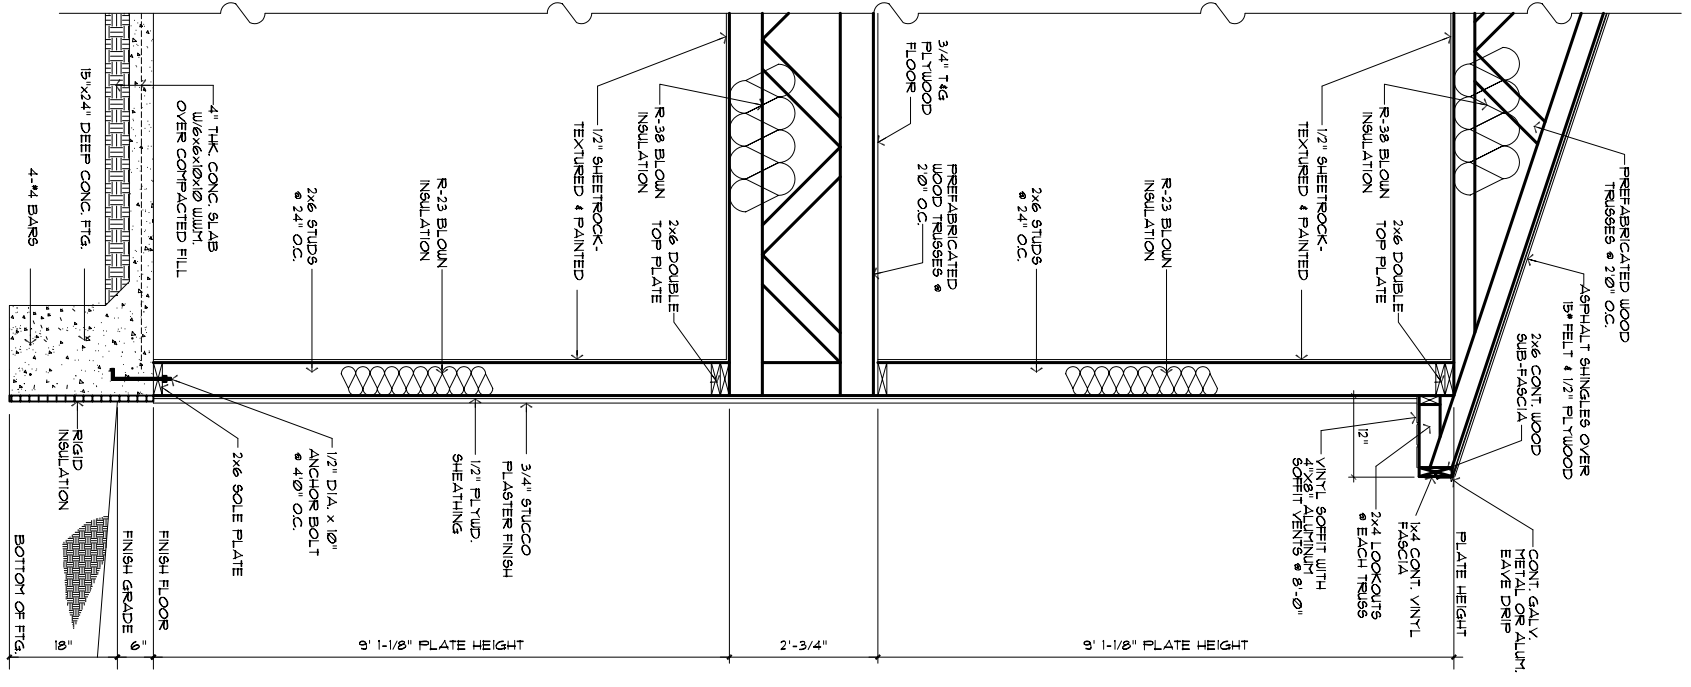 PREFABRICATED WOOD
TRUSSES @ 2'0" O.C.
ASPHALT SHINGLES OVER
15# FELT & 1/2" PLYWOOD
2x6 CONT. WOOD
SUB-FASCIA
CONT. GALV.
METAL OR ALUM.
EAVE DRIP
PLATE HEIGHT
1x4 CONT. VINYL
FASCIA
2x4 LOOKOUTS
@ EACH TRUSS
VINYL SOFFIT WITH
4"X8" ALUMINUM
SOFFIT VENTS @ 8'-0"
12"
R-38 BLOWN
INSULATION
2x6 DOUBLE
TOP PLATE
1/2" SHEETROCK-
TEXTURED & PAINTED
R-23 BLOWN
INSULATION
2x6 STUDS
@ 24" O.C.
9' 1-1/8" PLATE HEIGHT
3/4" T&G
PLYWOOD
FLOOR
PREFABRICATED
WOOD TRUSSES @
2'0" O.C.
2'-3/4"
R-38 BLOWN
INSULATION
2x6 DOUBLE
TOP PLATE
1/2" SHEETROCK-
TEXTURED & PAINTED
R-23 BLOWN
INSULATION
2x6 STUDS
@ 24" O.C.
3/4" STUCCO
PLASTER FINISH
1/2" PLYWD.
SHEATHING
1/2" DIA. x 10"
ANCHOR BOLT
@ 4'0" O.C.
2x6 SOLE PLATE
9' 1-1/8" PLATE HEIGHT
4" THK. CONC. SLAB
W/6x6x10x10 W.W.M.
OVER COMPACTED FILL
15"x24" DEEP CONC. FTG.
4-#4 BARS
RIGID
INSULATION
FINISH FLOOR
6"
FINISH GRADE
18"
BOTTOM OF FTG.